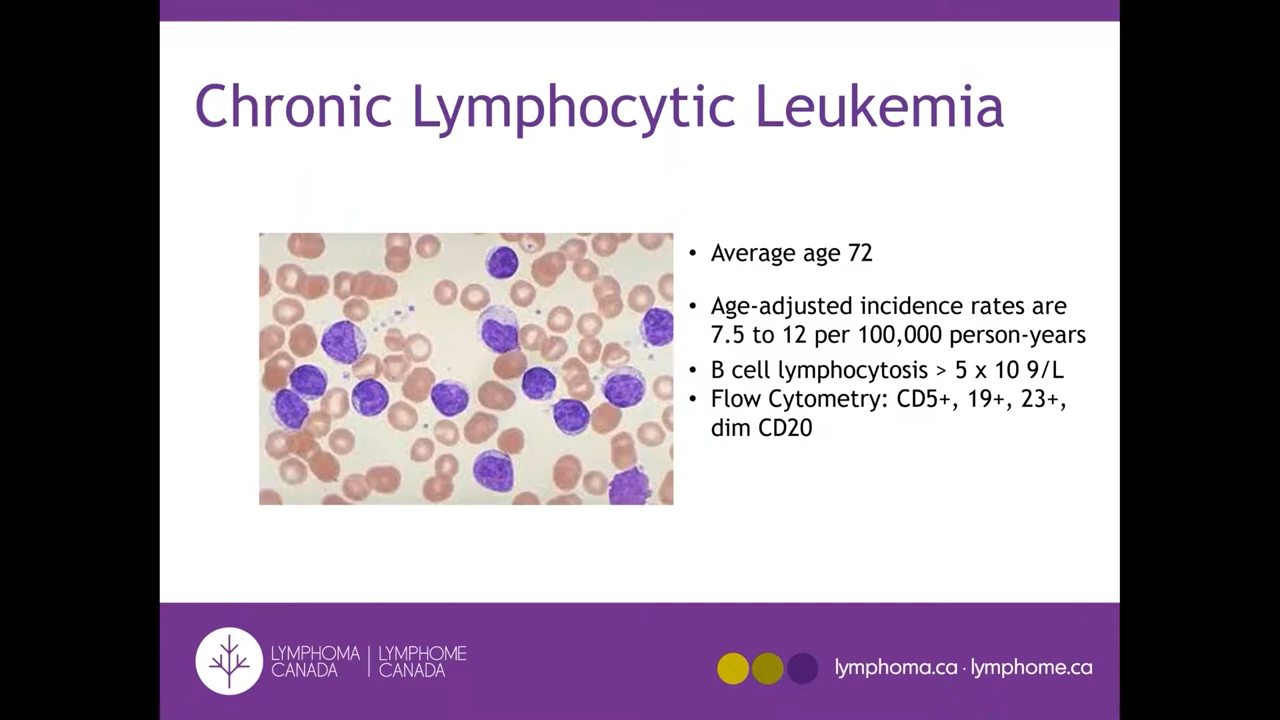 Chronic Lymphocytic Leukemia
• Average age 72
• Age-adjusted incidence rates are
7.5 to 12 per 100,000 person-years
• B cell lymphocytosis > 5 x 10 9/L
• Flow Cytometry: CD5+, 19+, 23+,
dim CD20
LYMPHOMA
CANADA
LYMPHOME
CANADA
lymphoma.ca · lymphome.ca